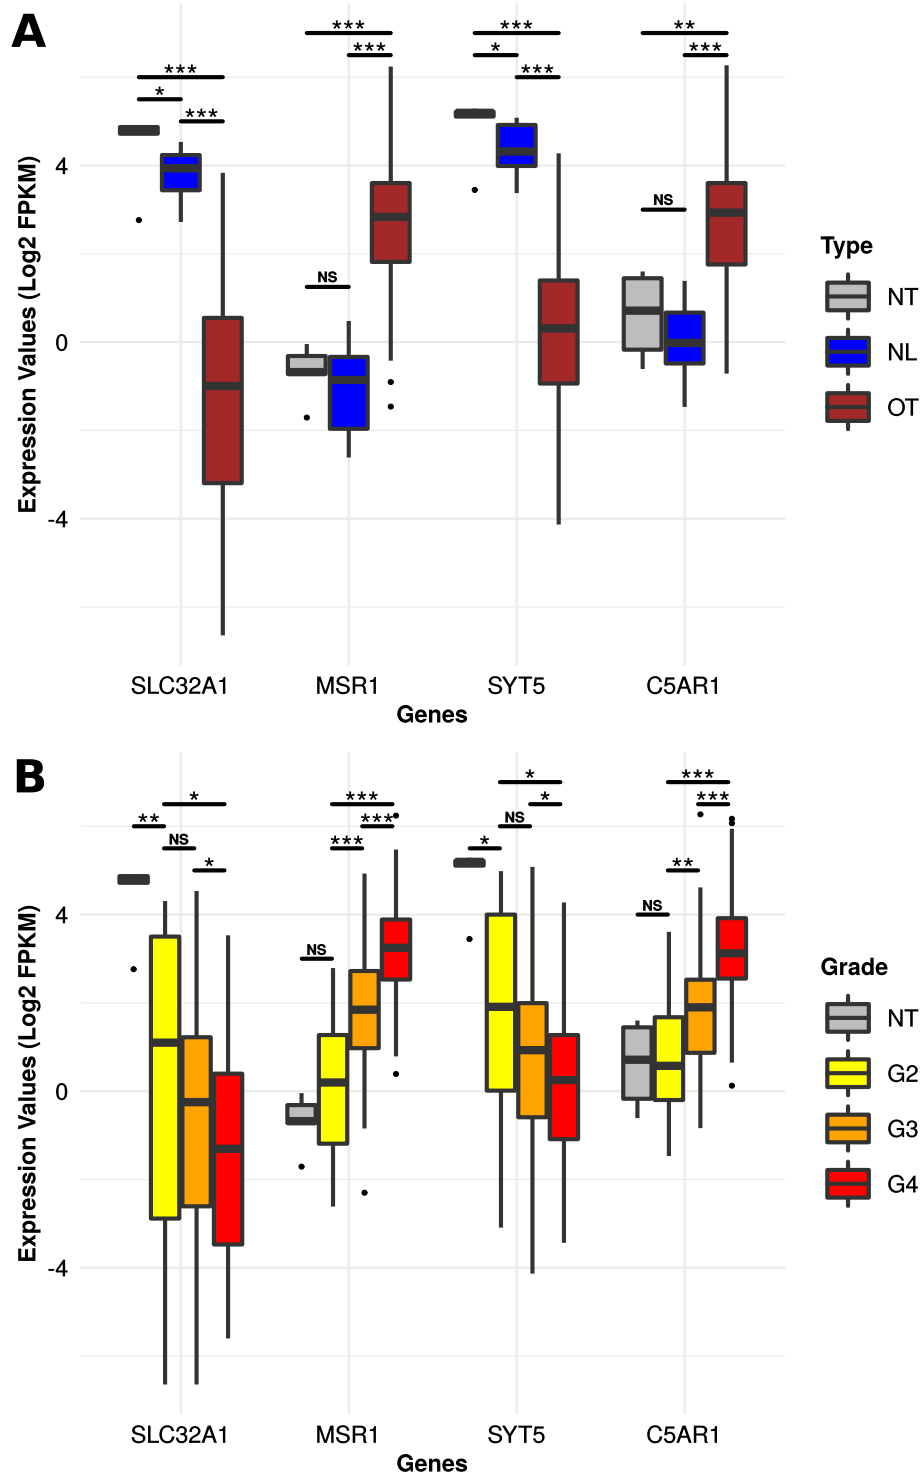 A
***
***
**
***
***
*
***
***
*
***
***
NS
NS
4
0
-4
Expression Values (Log2 FPKM)
Type
NT
NL
OT
SLC32A1 MSR1 SYT5 C5AR1
Genes
B
*
***
*
***
*
***
**
***
NS
NS
***
*
*
**
NS
NS
4
0
-4
Expression Values (Log2 FPKM)
Grade
NT
G2
G3
G4
SLC32A1 MSR1 SYT5 C5AR1
Genes